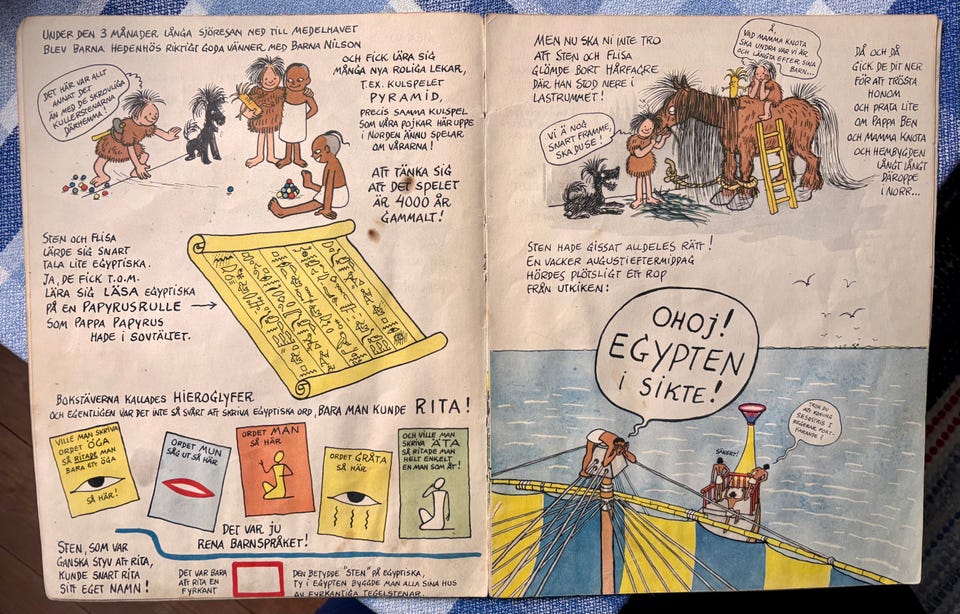 UNDER DEN 3 MÅNADER LÅNGA SJÖRESAN NED TILL MEDELHAVET
BLEV BARNA HEDENHÖS RIKTIGT GODA VÄNNER MED BARNA NILSON
DET HÄR VAR ALLT
ANNAT DET
ÄN MED DE SKROVLIGA
KULLERSTENARNA
DÄRHEMMA!
OCH FICK LÄRA SIG
MÅNGA NYA ROLIGA LEKAR,
T.EX. KULSPELET
PYRAMID,
PRECIS SAMMA KULSPEL
SOM VÅRA POJKAR HÄRUPPE
I NORDEN ÄNNU SPELAR
OM VÅRARNA!
ATT TÄNKA SIG
ATT DET SPELET
ÄR 4000 ÅR
GAMMALT!
STEN OCH FLISA
LÄRDE SIG SNART
TALA LITE EGYPTISKA.
JA, DE FICK T.O.M.
LÄRA SIG LÄSA EGYPTISKA
PÅ EN PAPYRUSRULLE
SOM PAPPA PAPYRUS
HADE I SOVTÄLTET.
BOKSTÄVERNA KALLADES HIEROGLYFER
OCH EGENTLIGEN VAR DET INTE SÅ SVÅRT ATT SKRIVA EGYPTISKA ORD, BARA MAN KUNDE RITA!
VILLE MAN SKRIVA
ORDET ÖGA
SÅ RITADE MAN
BARA ETT ÖGA
SÅ HÄR!
ORDET MUN
SÅG UT SÅ HÄR
ORDET MAN
SÅ HÄR
ORDET GRÅTA
SÅ HÄR
OCH VILLE MAN
SKRIVA ÄTA
SÅ RITADE MAN
HELT ENKELT
EN MAN SOM ÅT!
DET VAR JU
RENA BARNSPRÅKET!
STEN, SOM VAR
GANSKA STYV ATT RITA,
KUNDE SNART RITA
SITT EGET NAMN!
DET VAR BARA
ATT RITA EN
FYRKANT
DEN BETYDDE "STEN" PÅ EGYPTISKA,
TY I EGYPTEN BYGGDE MAN ALLA SINA HUS
AV FYRKANTIGA TEGELSTENAR.
MEN NU SKA NI INTE TRO
ATT STEN OCH FLISA
GLÖMDE BORT HÅRFAGRE
DÄR HAN STOD NERE I
LASTRUMMET!
VI Ä NOG
SNART FRAMME,
SKA DU SE!
Å,
VAD MAMMA KNOTA
SKA UNDRA VAR VI ÄR
OCH LÄNGTA EFTER SINA
BARN...
DÅ OCH DÅ
GICK DE DIT NER
FÖR ATT TRÖSTA
HONOM
OCH PRATA LITE
OM PAPPA BEN
OCH MAMMA KNOTA
OCH HEMBYGDEN
LÅNGT LÅNGT
DÄROPPE
I NORR...
STEN HADE GISSAT ALLDELES RÄTT!
EN VACKER AUGUSTIEFTERMIDDAG
HÖRDES PLÖTSLIGT ETT ROP
FRÅN UTKIKEN:
OHOJ!
EGYPTEN
I SIKTE!
TROR DU
ATT KONUNG
SESOSTRIS II
REGERAR FORT-
FARANDE?
SÄKERT!